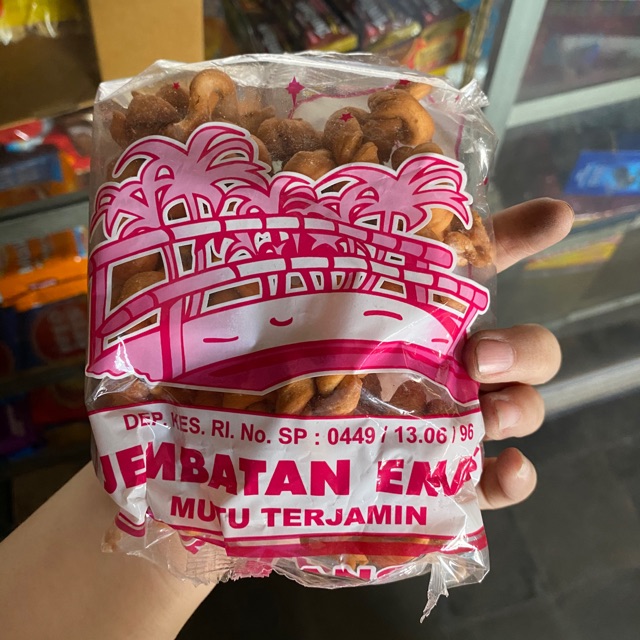 DEP. KES. RI. No. SP : 0449 / 13.06 / 96
JEMBATAN EMAS
MUTU TERJAMIN